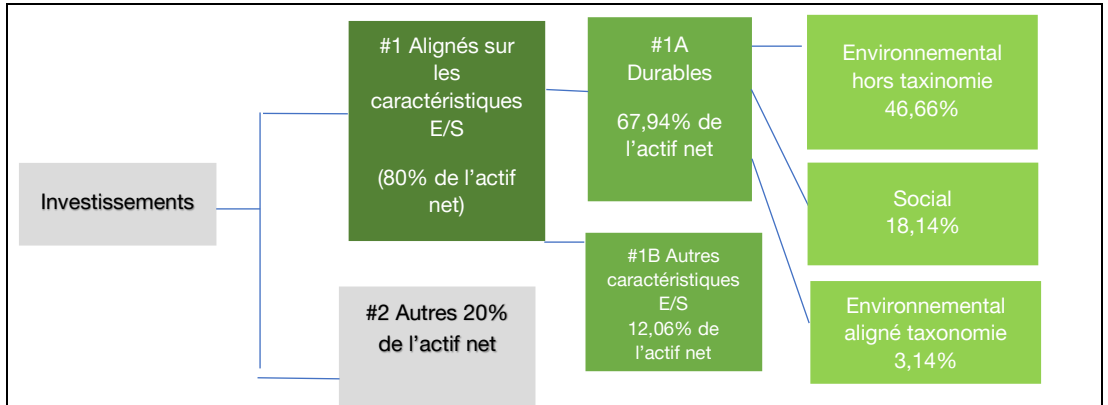 Investissements
#1 Alignés sur
les
caractéristiques
E/S
(80% de l'actif
net)
#2 Autres 20%
de l'actif net
#1A
Durables
67,94% de
l'actif net
#1B Autres
caractéristiques
E/S
12,06% de
l'actif net
Environnemental
hors taxinomie
46,66%
Social
18,14%
Environnemental
aligné taxonomie
3,14%